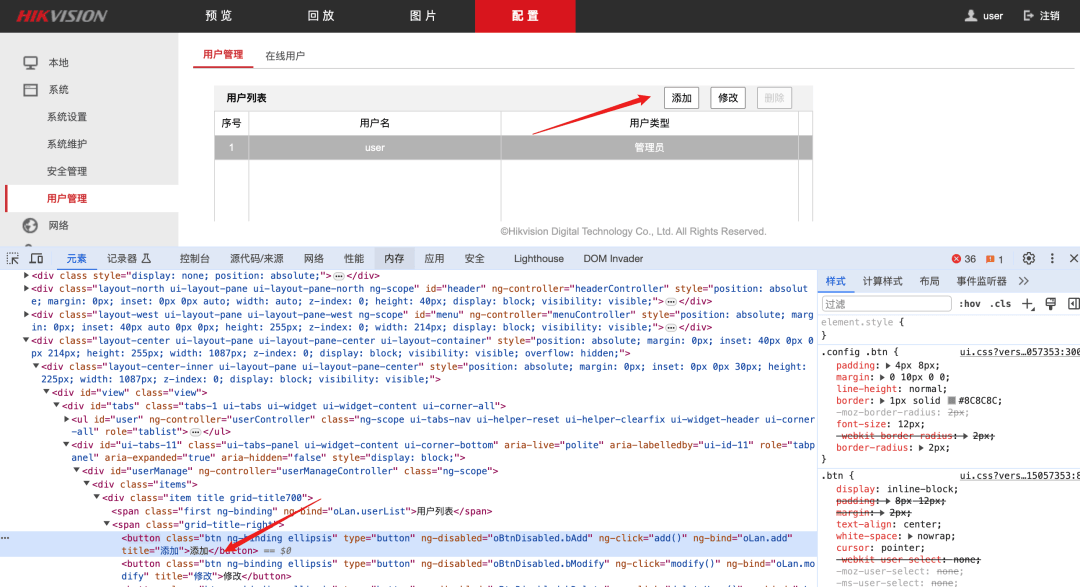 HIKVISION 预览 回放 图片 配置 user 注销
用户管理 在线用户
本地
系统
系统设置
系统维护
安全管理
用户管理
网络
用户列表 添加 修改 删除
序号 用户名 用户类型
1 user 管理员
©Hikvision Digital Technology Co., Ltd. All Rights Reserved.
元素 记录器 控制台 源代码/来源 网络 性能 内存 应用 安全 Lighthouse DOM Invader 36 1
<div class style="display: none; position: absolute;">…</div>
<div class="layout-north ui-layout-pane ui-layout-pane-north ng-scope" id="header" ng-controller="headerController" style="position: absolut
e; margin: 0px; inset: 0px 0px auto; width: auto; z-index: 0; height: 40px; display: block; visibility: visible;">…</div>
<div class="layout-west ui-layout-pane ui-layout-pane-west ng-scope" id="menu" ng-controller="menuController" style="position: absolute; marg
in: 0px; inset: 40px auto 0px 0px; height: 255px; z-index: 0; width: 214px; display: block; visibility: visible;">…</div>
<div class="layout-center ui-layout-pane ui-layout-pane-center ui-layout-container" style="position: absolute; margin: 0px; inset: 40px 0px 0
px 214px; height: 255px; width: 1087px; z-index: 0; display: block; visibility: visible; overflow: hidden;">
<div class="layout-center-inner ui-layout-pane ui-layout-pane-center" style="position: absolute; margin: 0px; inset: 0px 0px 30px; height:
225px; width: 1087px; z-index: 0; display: block; visibility: visible;">
<div id="view" class="view">
<div id="tabs" class="tabs-1 ui-tabs ui-widget ui-widget-content ui-corner-all">
<ul id="user" ng-controller="userController" class="ng-scope ui-tabs-nav ui-helper-reset ui-helper-clearfix ui-widget-header ui-corner
-all" role="tablist">…</ul>
<div id="ui-tabs-11" class="ui-tabs-panel ui-widget-content ui-corner-bottom" aria-live="polite" aria-labelledby="ui-id-11" role="tabp
anel" aria-expanded="true" aria-hidden="false" style="display: block;">
<div id="userManage" ng-controller="userManageController" class="ng-scope">
<div class="items">
<div class="item title grid-title700">
<span class="first ng-binding" ng-bind="oLan.userList">用户列表</span>
<span class="grid-title-right">
<button class="btn ng-binding ellipsis" type="button" ng-disabled="oBtnDisabled.bAdd" ng-click="add()" ng-bind="oLan.add"
title="添加">添加</button> == $0
<button class="btn ng-binding ellipsis" type="button" ng-disabled="oBtnDisabled.bModify" ng-click="modify()" ng-bind="oLan.mo
dify" title="修改">修改</button>
样式 计算样式 布局 事件监听器
过滤 :hov .cls
element.style {
}
.config .btn { ui.css?vers…057353:300
padding: 4px 8px;
margin: 0 10px 0 0;
line-height: normal;
border: 1px solid #8C8C8C;
-moz-border-radius: 2px;
font-size: 12px;
-webkit-border-radius: 2px;
border-radius: 2px;
}
.btn { ui.css?vers…15057353:8
display: inline-block;
padding: 8px 12px;
margin: 2px;
text-align: center;
white-space: nowrap;
cursor: pointer;
-webkit-user-select: none;
-moz-user-select: none;
-ms-user-select: none;